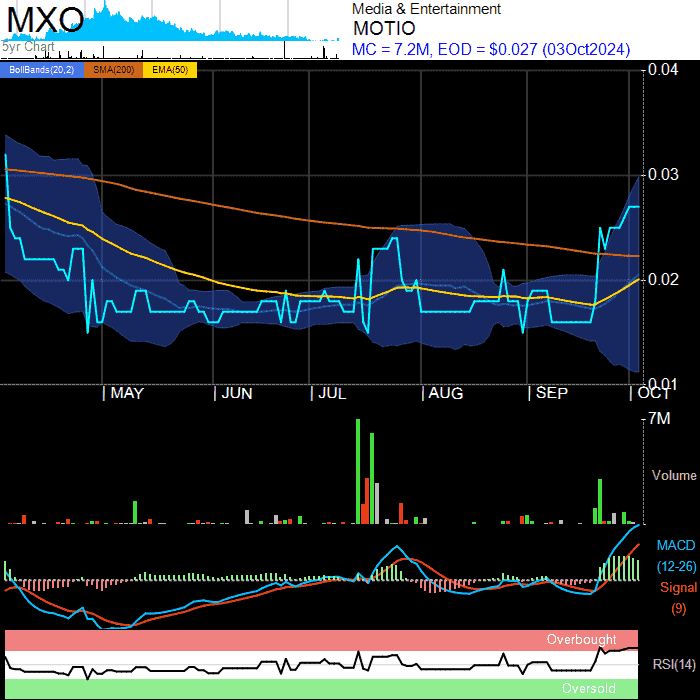 MXO
5yr Chart
Media & Entertainment
MOTIO
MC = 7.2M, EOD = $0.027 (03Oct2024)
BollBands(20,2) SMA(200) EMA(50)
0.04
0.03
0.02
0.01
MAY JUN JUL AUG SEP OCT
7M
Volume
MACD
(12-26)
Signal
(9)
Overbought
RSI(14)
Oversold